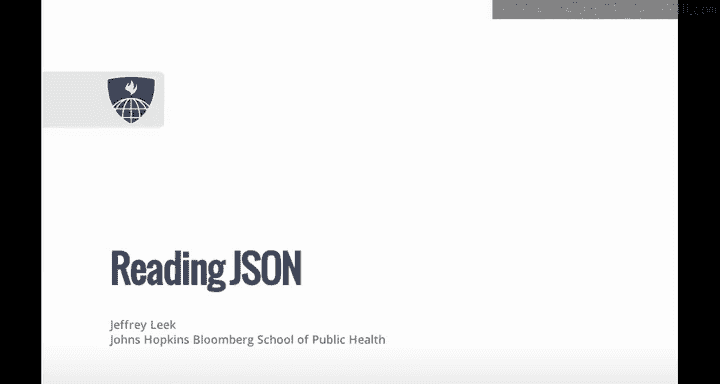 Reading JSON
Jeffrey Leek
Johns Hopkins Bloomberg School of Public Health